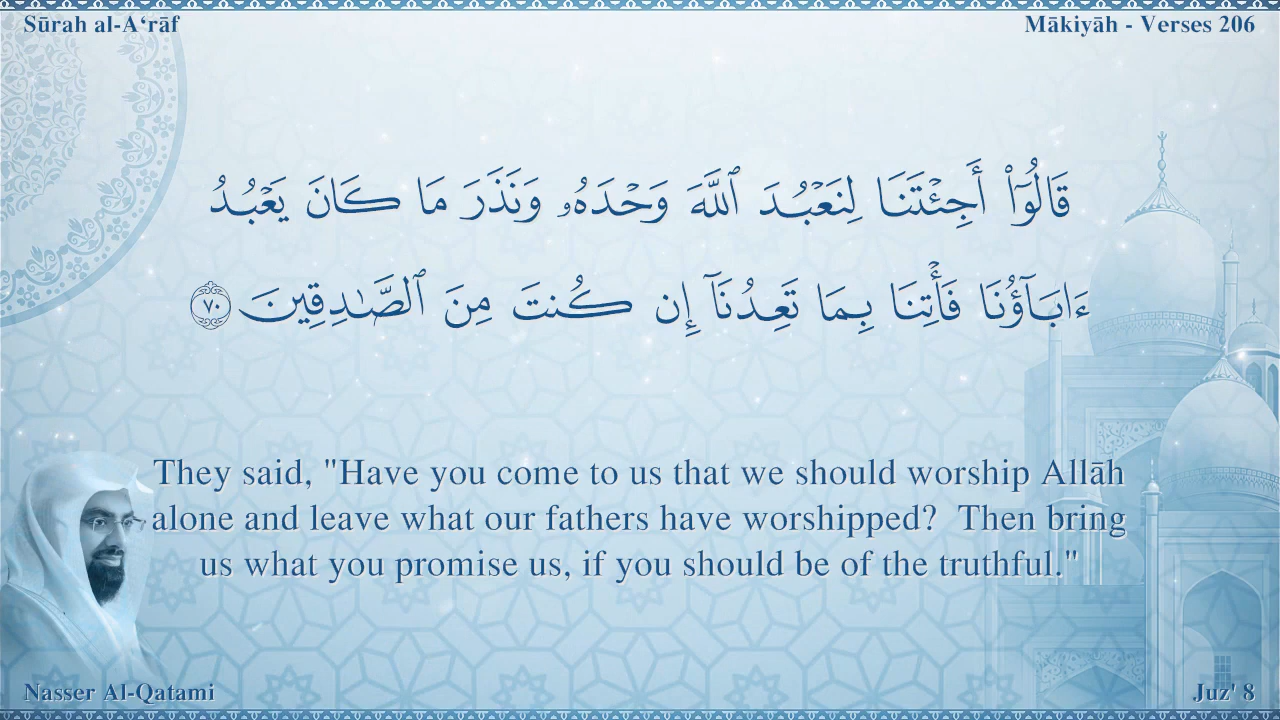 Sūrah al-A‘rāf
Mākiyāh - Verses 206
قَالُوٓا۟ أَجِئْتَنَا لِنَعْبُدَ ٱللَّهَ وَحْدَهُۥ وَنَذَرَ مَا كَانَ يَعْبُدُ
ءَابَآؤُنَا فَأْتِنَا بِمَا تَعِدُنَآ إِن كُنتَ مِنَ ٱلصَّـٰدِقِينَ ٧٠
They said, "Have you come to us that we should worship Allāh
alone and leave what our fathers have worshipped?  Then bring
us what you promise us, if you should be of the truthful."
Nasser Al-Qatami
Juz' 8